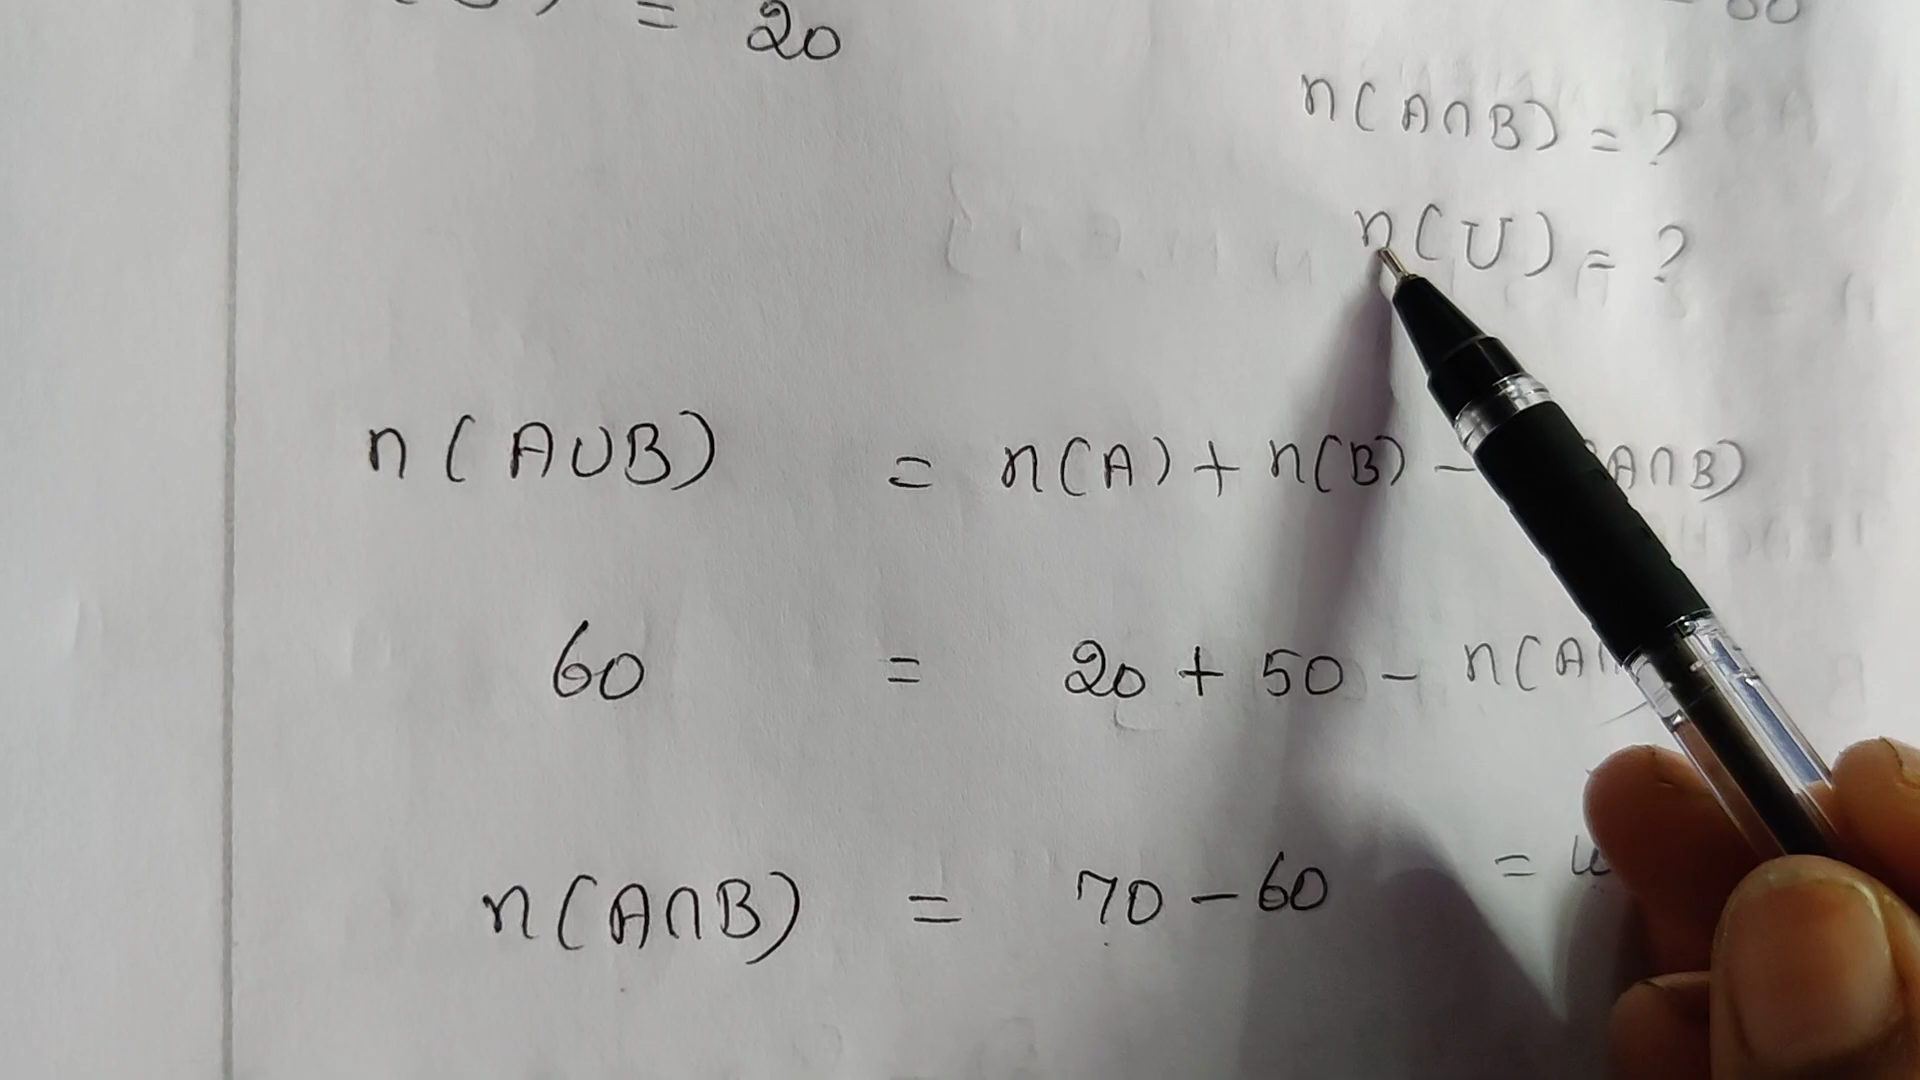 = 20
n(A∩B) = ?
n(U) = ?
n(A∪B) = n(A) + n(B) - (A∩B)
60 = 20 + 50 - n(A
n(A∩B) = 70 - 60 =